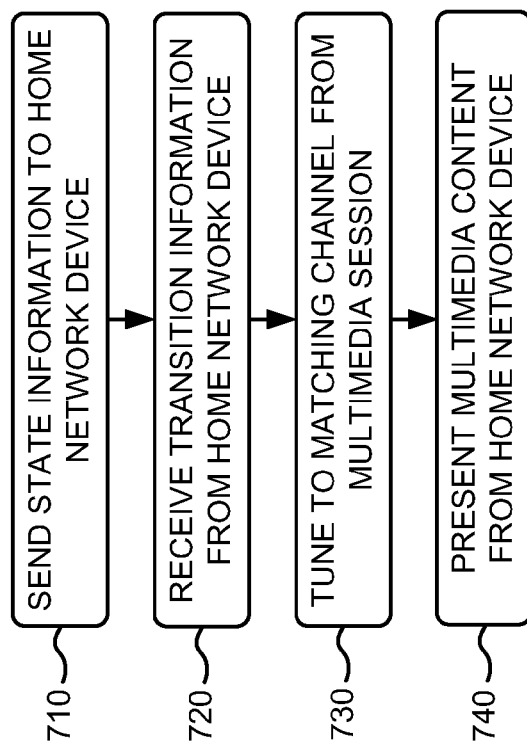 710
SEND STATE INFORMATION TO HOME
NETWORK DEVICE
720
RECEIVE TRANSITION INFORMATION
FROM HOME NETWORK DEVICE
730
TUNE TO MATCHING CHANNEL FROM
MULTIMEDIA SESSION
740
PRESENT MULTIMEDIA CONTENT
FROM HOME NETWORK DEVICE